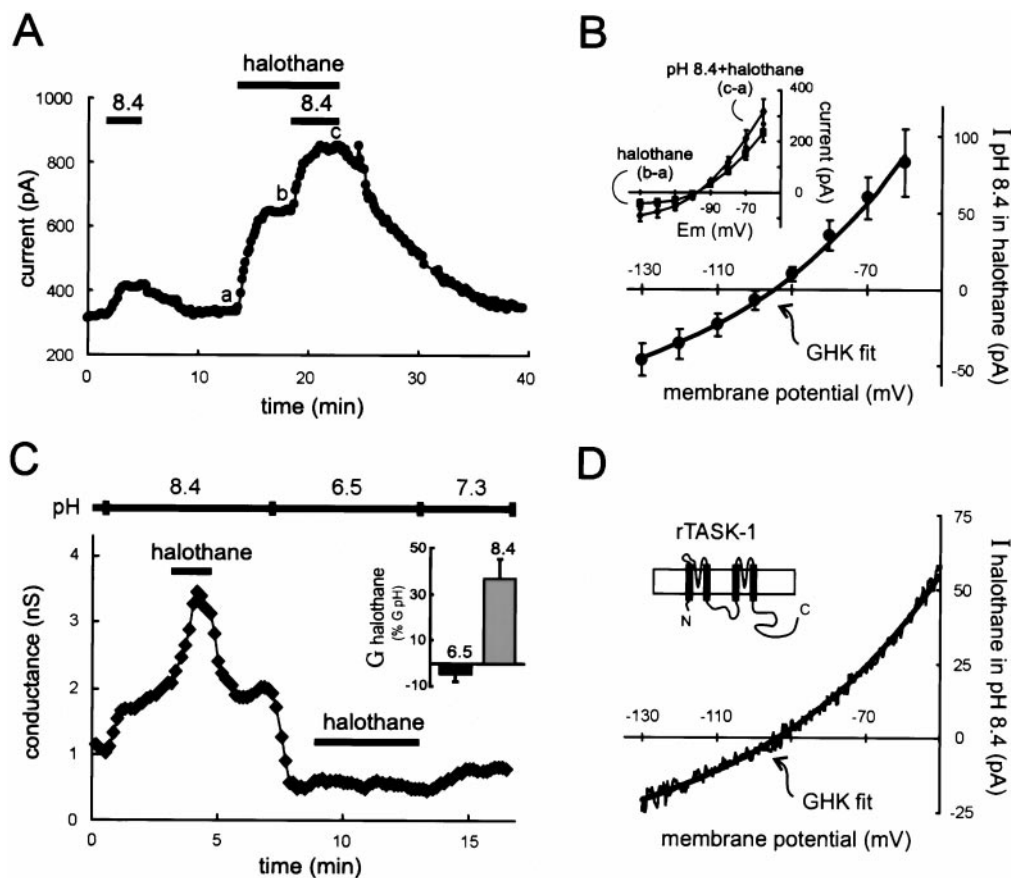 A
halothane
8.4
8.4
1000
800
600
400
200
current (pA)
a
b
c
0
10
20
30
40
time (min)
B
pH 8.4+halothane
(c-a)
halothane
(b-a)
400
200
0
current (pA)
-90
-70
Em (mV)
100
50
0
-50
I pH 8.4 in halothane (pA)
-130
-110
-70
GHK fit
membrane potential (mV)
C
pH
8.4
6.5
7.3
halothane
halothane
4
3
2
1
0
conductance (nS)
0
5
10
15
time (min)
50
30
10
-10
G halothane
(% G pH)
6.5
8.4
D
rTASK-1
N
C
75
50
25
0
-25
I halothane in pH 8.4 (pA)
-130
-110
-70
GHK fit
membrane potential (mV)